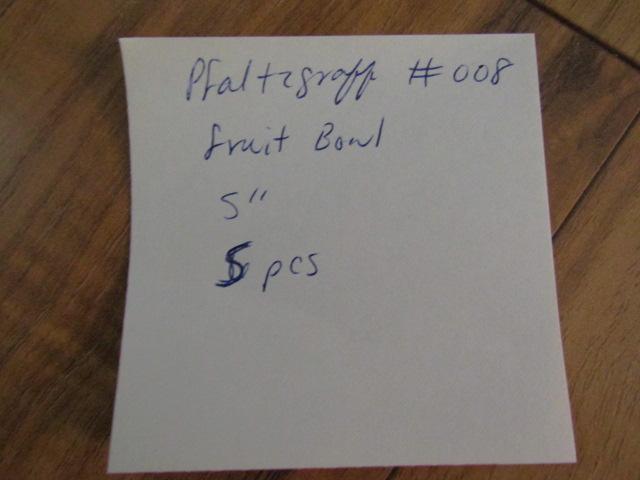 Pfaltzgraff #008
fruit Bowl
5"
pcs